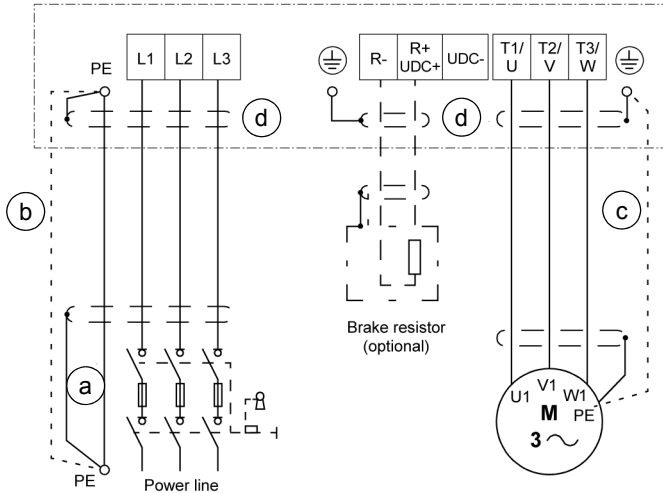 PE
L1 L2 L3
R- R+ UDC+ UDC-
T1/ U T2/ V T3/ W
d
d
b
c
Brake resistor
(optional)
a
U1 V1 W1
M PE
3
PE
Power line